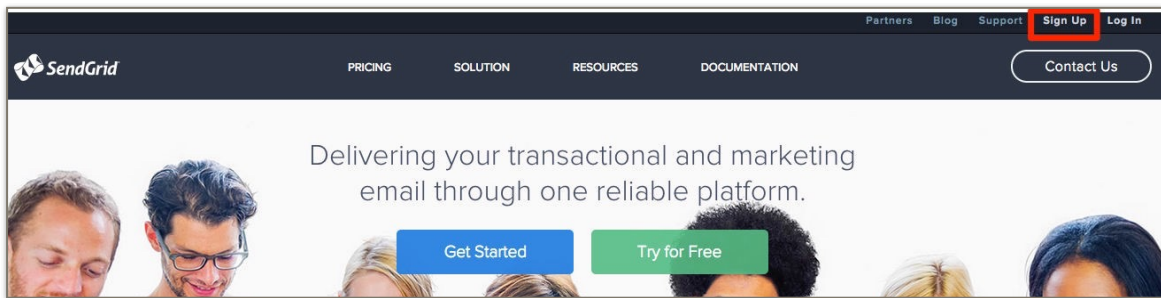 Partners Blog Support Sign Up Log In
SendGrid PRICING SOLUTION RESOURCES DOCUMENTATION Contact Us
Delivering your transactional and marketing
email through one reliable platform.
Get Started Try for Free